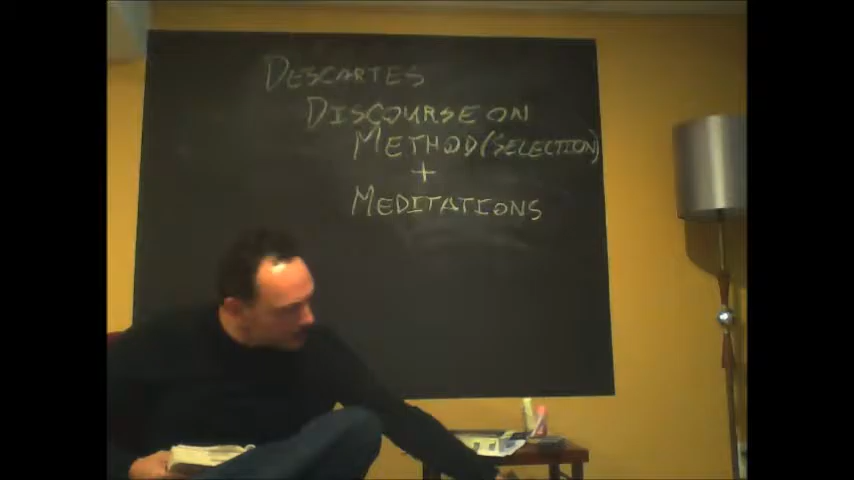 DESCARTES
DISCOURSE ON
METHOD (SELECTION)
+
MEDITATIONS